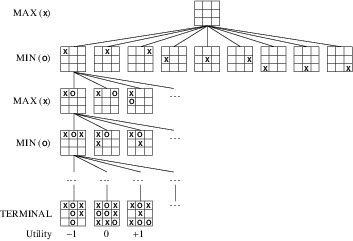 MAX (X)
X X X
MIN (O) X X X
X X X
MAX (X) X O X O X ...
O
X O X X O X O ...
MIN (O) X
X
... ... ... ...
X O X X O X X O X
TERMINAL O X O O X X
O X X O X O O
Utility −1 0 +1